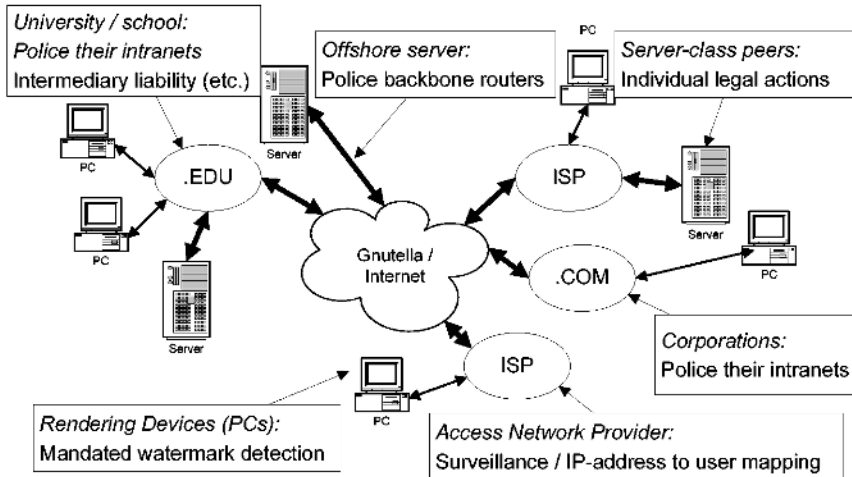 University / school:
Police their intranets
Intermediary liability (etc.)
Offshore server:
Police backbone routers
PC
Server-class peers:
Individual legal actions
PC
Server
.EDU
ISP
PC
Server
Gnutella /
Internet
.COM
PC
Server
ISP
Corporations:
Police their intranets
PC
Rendering Devices (PCs):
Mandated watermark detection
Access Network Provider:
Surveillance / IP-address to user mapping